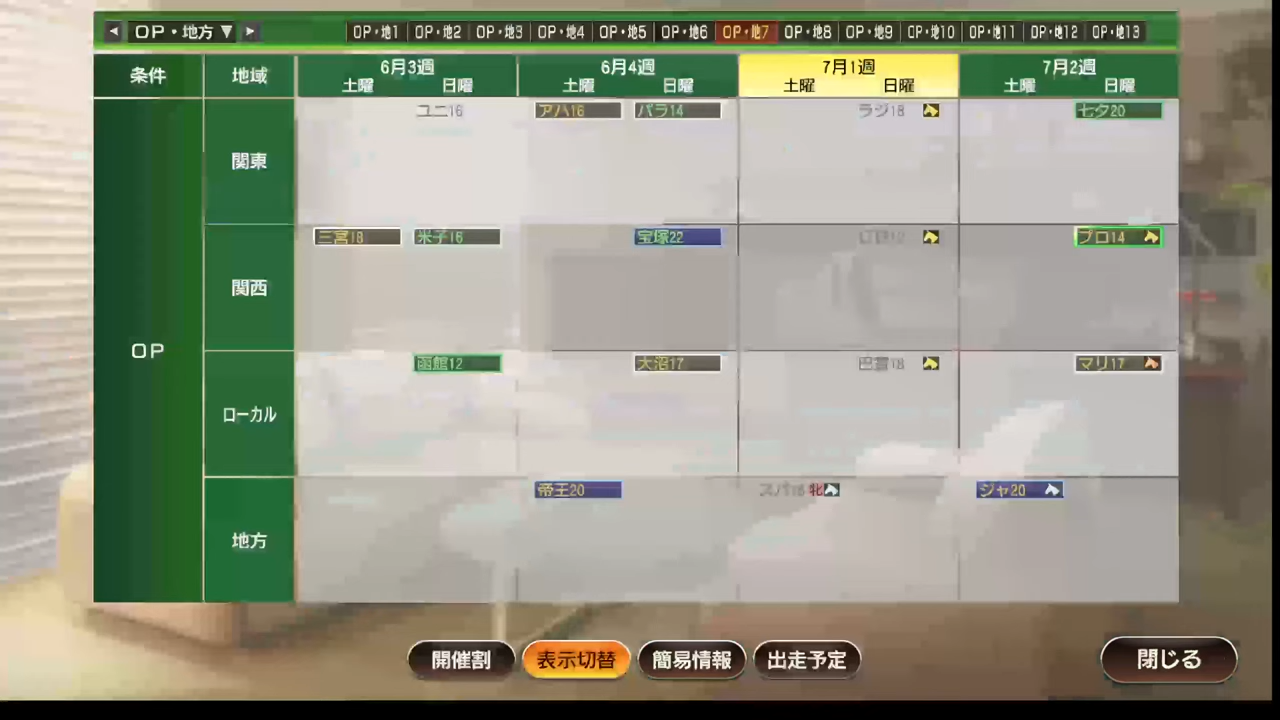 OP・地方▼ OP・地1 OP・地2 OP・地3 OP・地4 OP・地5 OP・地6 OP・地7 OP・地8 OP・地9 OP・地10 OP・地11 OP・地12 OP・地13
条件 地域 6月3週 6月4週 7月1週 7月2週
土曜 日曜 土曜 日曜 土曜 日曜 土曜 日曜
ユニ16 アハ16 パラ14 ラジ18 七夕20
関東
三宮18 米子16 宝塚22 プロ14
関西
OP
函館12 大沼17 巴賞18 マリ17
ローカル
帝王20 スパ16 牝 ジャ20
地方
開催割 表示切替 簡易情報 出走予定 閉じる